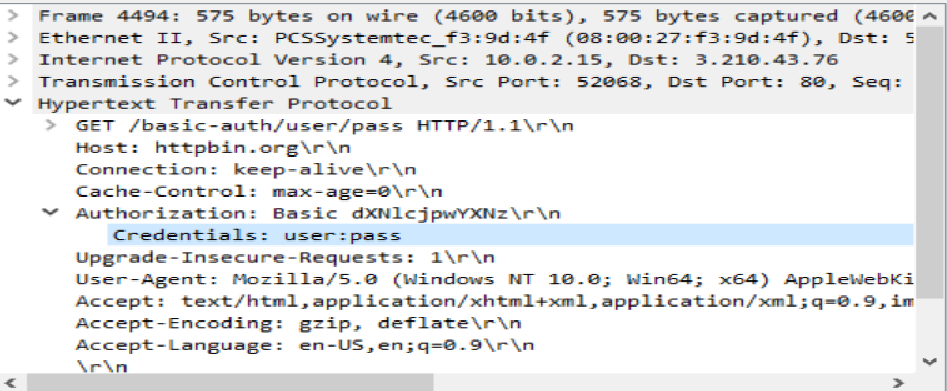 Frame 4494: 575 bytes on wire (4600 bits), 575 bytes captured (4600
Ethernet II, Src: PCSSystemtec_f3:9d:4f (08:00:27:f3:9d:4f), Dst: 5
Internet Protocol Version 4, Src: 10.0.2.15, Dst: 3.210.43.76
Transmission Control Protocol, Src Port: 52068, Dst Port: 80, Seq:
Hypertext Transfer Protocol
GET /basic-auth/user/pass HTTP/1.1\r\n
Host: httpbin.org\r\n
Connection: keep-alive\r\n
Cache-Control: max-age=0\r\n
Authorization: Basic dXNlcjpwYXNz\r\n
Credentials: user:pass
Upgrade-Insecure-Requests: 1\r\n
User-Agent: Mozilla/5.0 (Windows NT 10.0; Win64; x64) AppleWebKi
Accept: text/html,application/xhtml+xml,application/xml;q=0.9,im
Accept-Encoding: gzip, deflate\r\n
Accept-Language: en-US,en;q=0.9\r\n
\r\n